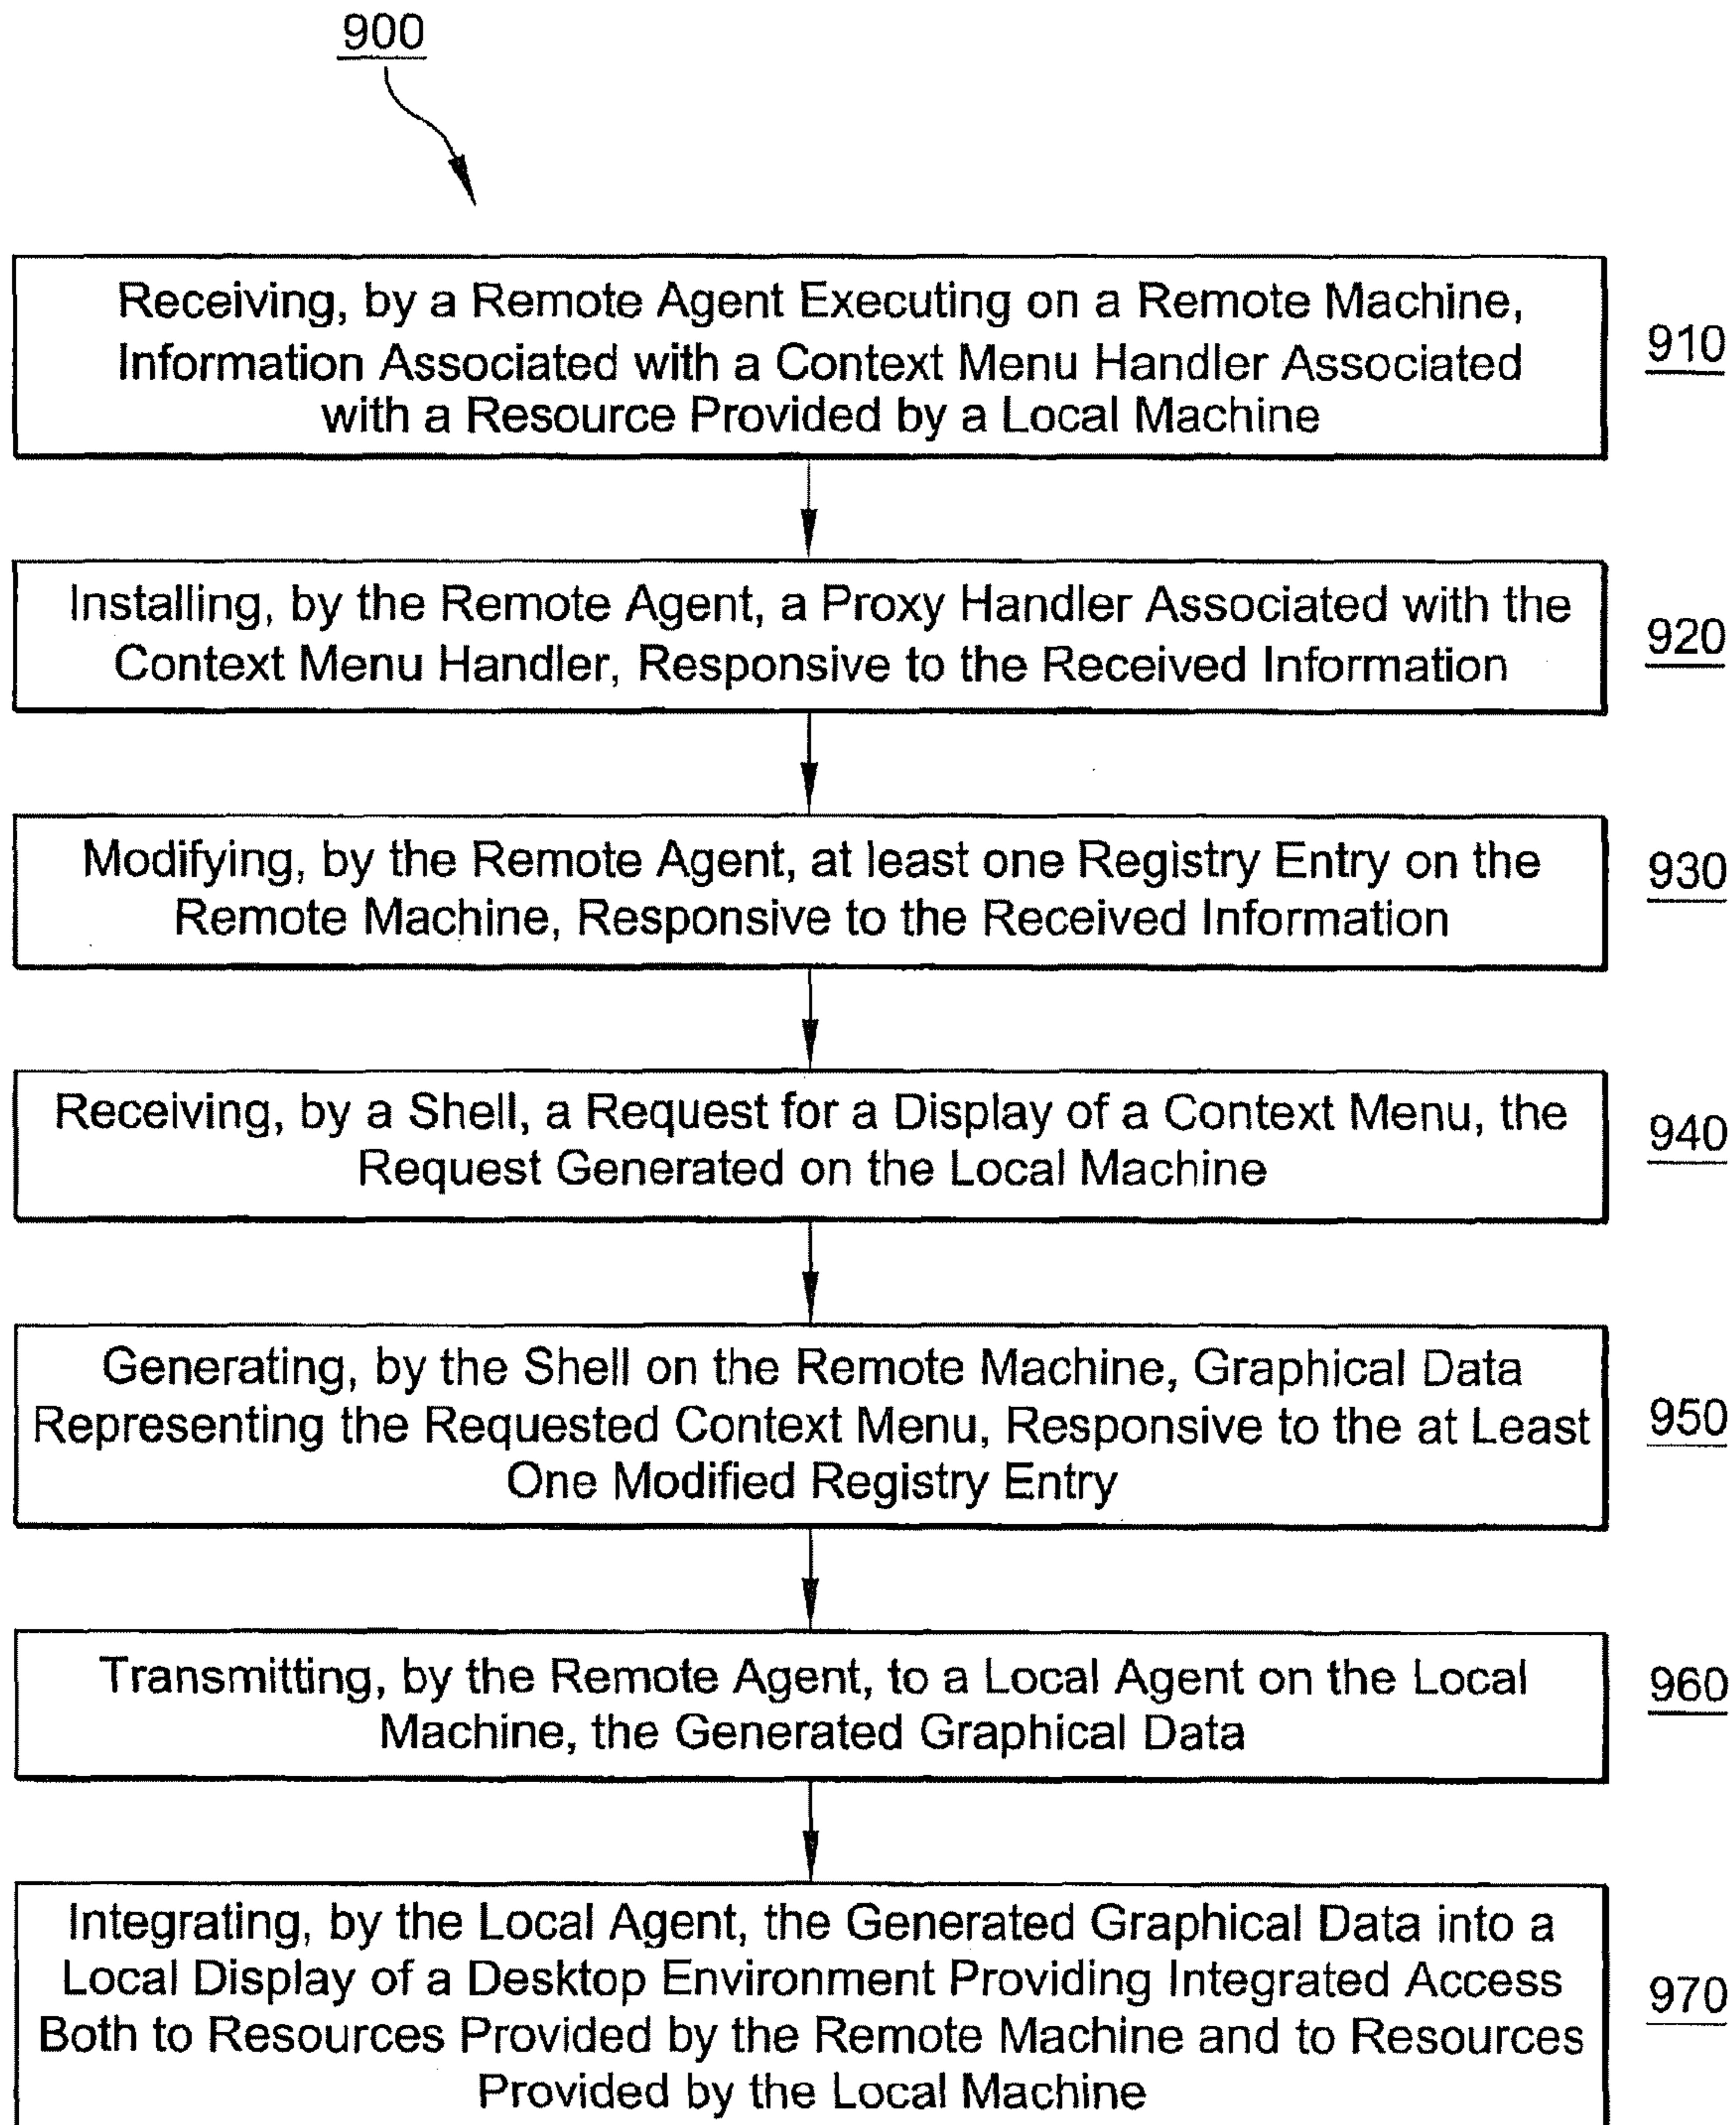 900
Receiving, by a Remote Agent Executing on a Remote Machine,
Information Associated with a Context Menu Handler Associated
with a Resource Provided by a Local Machine
910
Installing, by the Remote Agent, a Proxy Handler Associated with the
Context Menu Handler, Responsive to the Received Information
920
Modifying, by the Remote Agent, at least one Registry Entry on the
Remote Machine, Responsive to the Received Information
930
Receiving, by a Shell, a Request for a Display of a Context Menu, the
Request Generated on the Local Machine
940
Generating, by the Shell on the Remote Machine, Graphical Data
Representing the Requested Context Menu, Responsive to the at Least
One Modified Registry Entry
950
Transmitting, by the Remote Agent, to a Local Agent on the Local
Machine, the Generated Graphical Data
960
Integrating, by the Local Agent, the Generated Graphical Data into a
Local Display of a Desktop Environment Providing Integrated Access
Both to Resources Provided by the Remote Machine and to Resources
Provided by the Local Machine
970